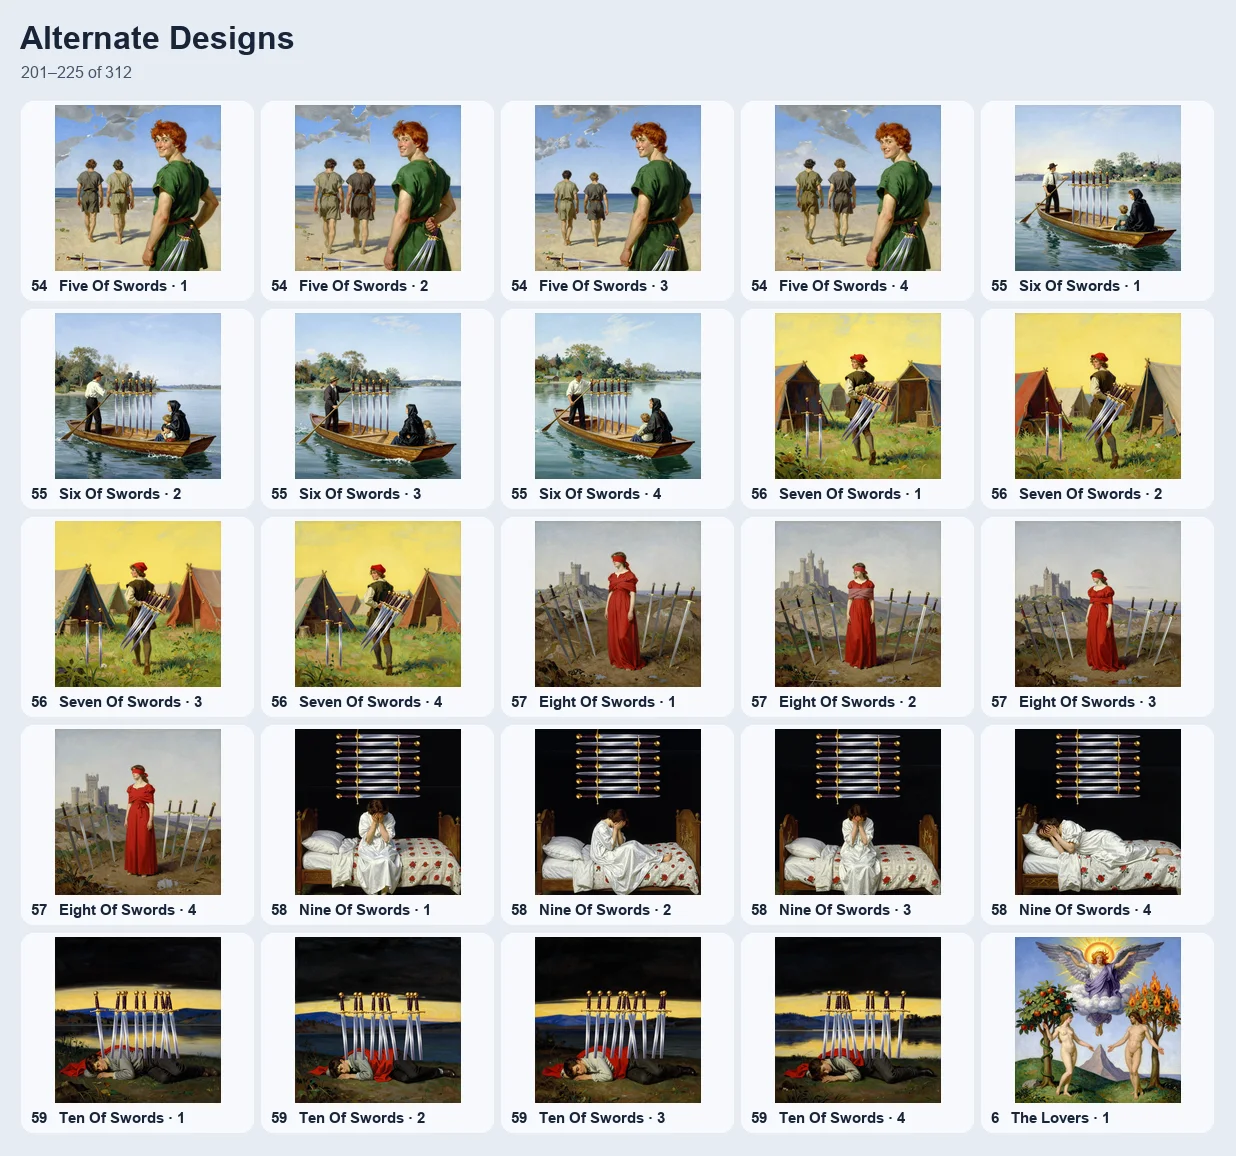 Alternate Designs
201–225 of 312
54 Five Of Swords · 1
54 Five Of Swords · 2
54 Five Of Swords · 3
54 Five Of Swords · 4
55 Six Of Swords · 1
55 Six Of Swords · 2
55 Six Of Swords · 3
55 Six Of Swords · 4
56 Seven Of Swords · 1
56 Seven Of Swords · 2
56 Seven Of Swords · 3
56 Seven Of Swords · 4
57 Eight Of Swords · 1
57 Eight Of Swords · 2
57 Eight Of Swords · 3
57 Eight Of Swords · 4
58 Nine Of Swords · 1
58 Nine Of Swords · 2
58 Nine Of Swords · 3
58 Nine Of Swords · 4
59 Ten Of Swords · 1
59 Ten Of Swords · 2
59 Ten Of Swords · 3
59 Ten Of Swords · 4
6 The Lovers · 1